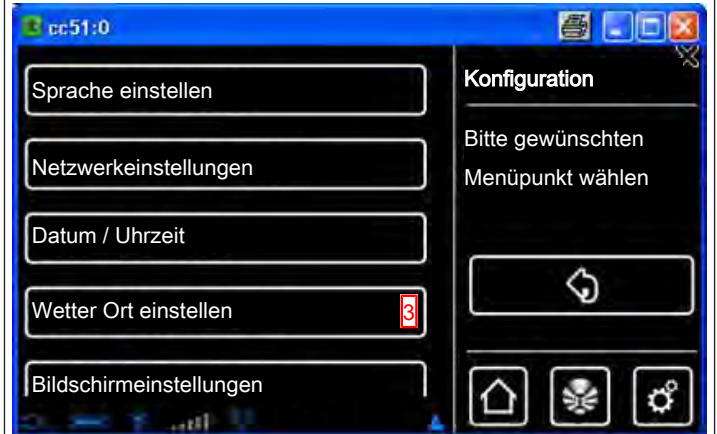 cc51:0
Sprache einstellen
Netzwerkeinstellungen
Datum / Uhrzeit
Wetter Ort einstellen 3
Bildschirmeinstellungen
Konfiguration
Bitte gewünschten
Menüpunkt wählen